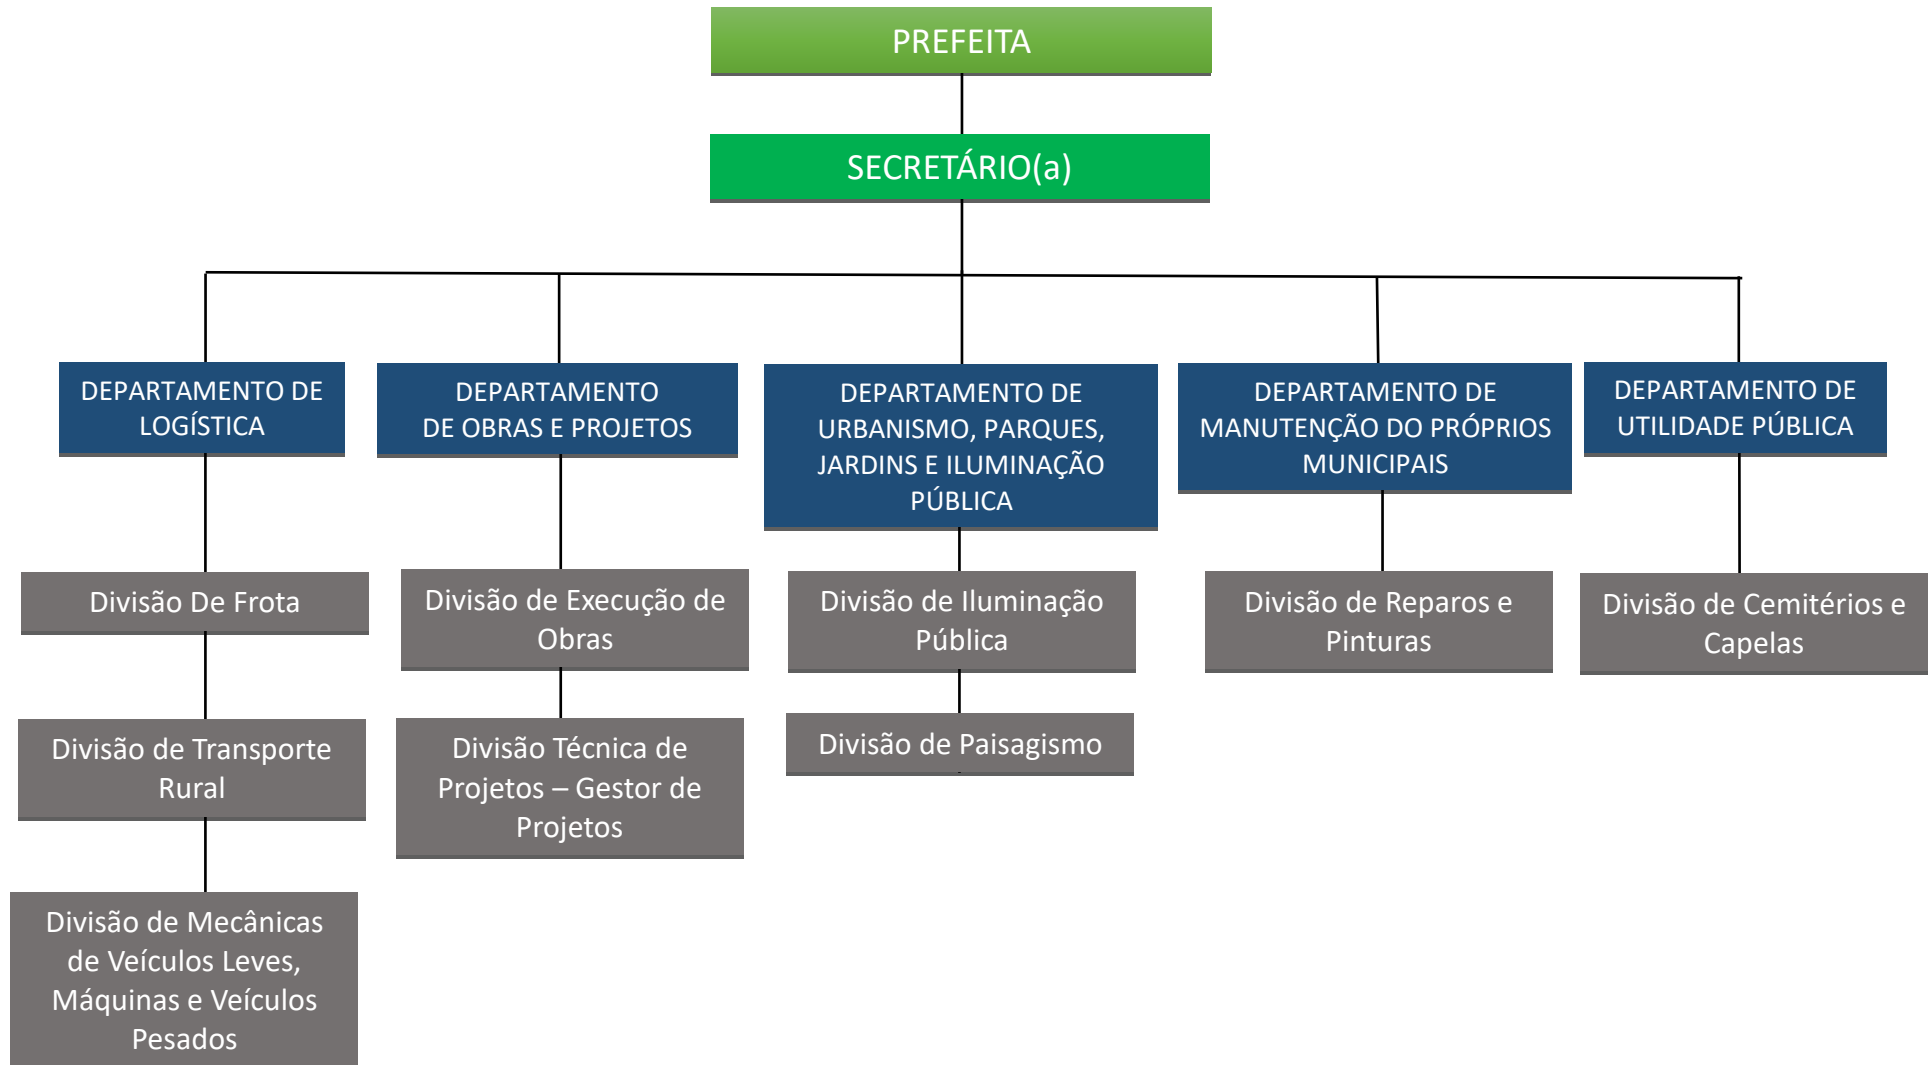 PREFEITA
SECRETÁRIO(a)
DEPARTAMENTO DE
LOGÍSTICA
DEPARTAMENTO
DE OBRAS E PROJETOS
DEPARTAMENTO DE
URBANISMO, PARQUES,
JARDINS E ILUMINAÇÃO
PÚBLICA
DEPARTAMENTO DE
MANUTENÇÃO DO PRÓPRIOS
MUNICIPAIS
DEPARTAMENTO DE
UTILIDADE PÚBLICA
Divisão De Frota
Divisão de Execução de
Obras
Divisão de Iluminação
Pública
Divisão de Reparos e
Pinturas
Divisão de Cemitérios e
Capelas
Divisão de Transporte
Rural
Divisão Técnica de
Projetos – Gestor de
Projetos
Divisão de Paisagismo
Divisão de Mecânicas
de Veículos Leves,
Máquinas e Veículos
Pesados